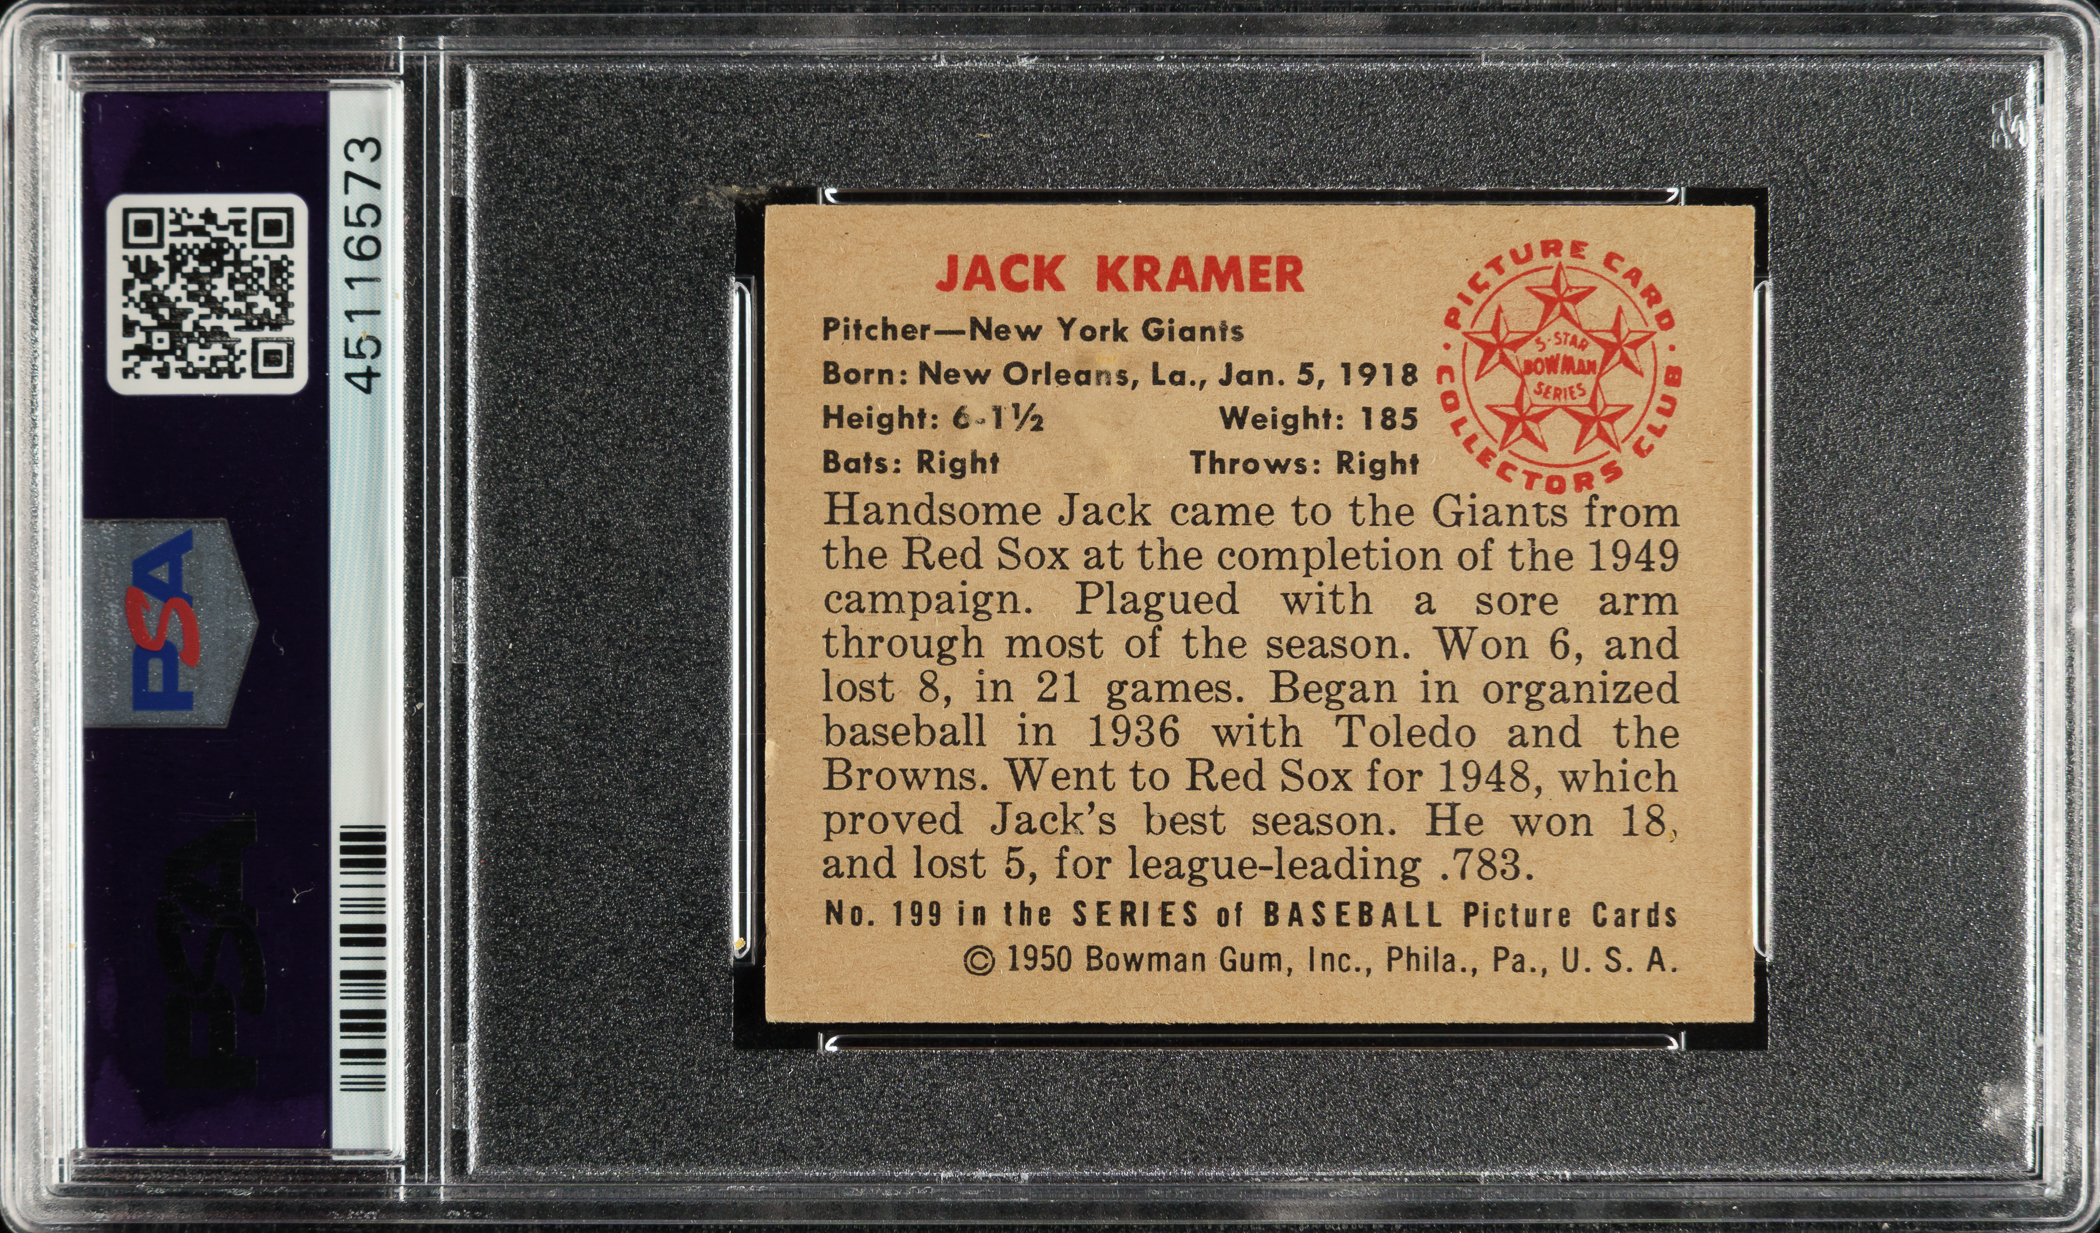 45116573
PSA
PSA
JACK KRAMER
Pitcher—New York Giants
Born: New Orleans, La., Jan. 5, 1918
Height: 6-1½ Weight: 185
Bats: Right Throws: Right
PICTURE CARD
COLLECTORS CLUB
5-STAR
BOWMAN
SERIES
Handsome Jack came to the Giants from
the Red Sox at the completion of the 1949
campaign. Plagued with a sore arm
through most of the season. Won 6, and
lost 8, in 21 games. Began in organized
baseball in 1936 with Toledo and the
Browns. Went to Red Sox for 1948, which
proved Jack's best season. He won 18,
and lost 5, for league-leading .783.
No. 199 in the SERIES of BASEBALL Picture Cards
© 1950 Bowman Gum, Inc., Phila., Pa., U. S. A.